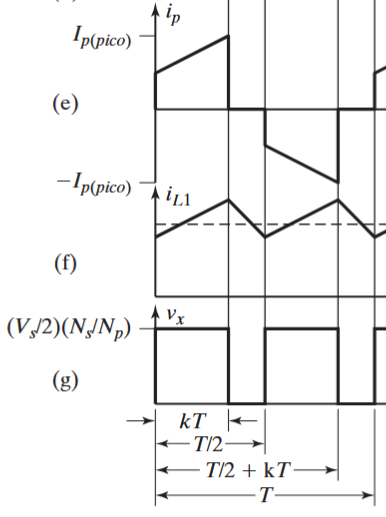 i_p
I_p(pico)
(e)
−I_p(pico)
i_L1
(f)
(V_s/2)(N_s/N_p)
v_x
(g)
kT
T/2
T/2 + kT
T